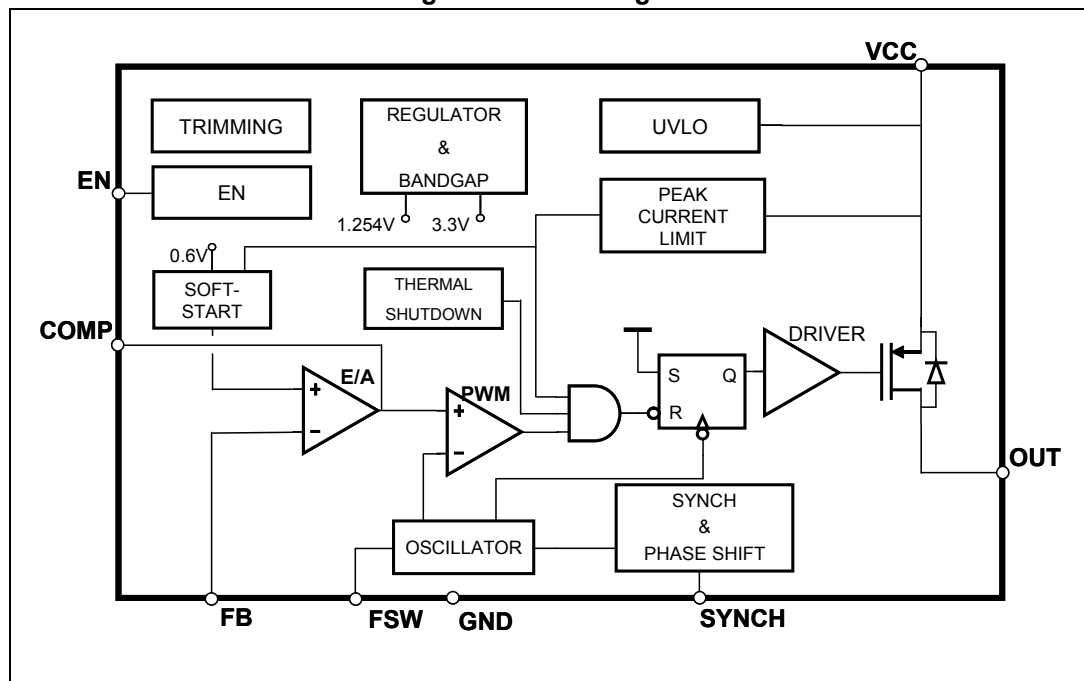 VCC
TRIMMING
REGULATOR
&
BANDGAP
UVLO
EN
EN
PEAK
CURRENT
LIMIT
1.254V
3.3V
0.6V
SOFT-
START
THERMAL
SHUTDOWN
COMP
DRIVER
E/A
PWM
S
Q
R
+
-
+
-
OUT
OSCILLATOR
SYNCH
&
PHASE SHIFT
FB
FSW
GND
SYNCH